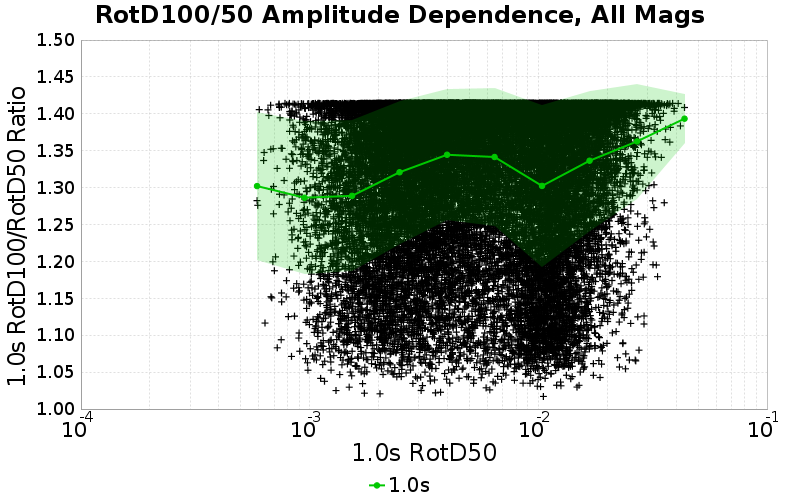 RotD100/50 Amplitude Dependence, All Mags
1.0s RotD100/RotD50 Ratio
1.50
1.45
1.40
1.35
1.30
1.25
1.20
1.15
1.10
1.05
1.00
10^-4 10^-3 10^-2 10^-1
1.0s RotD50
1.0s